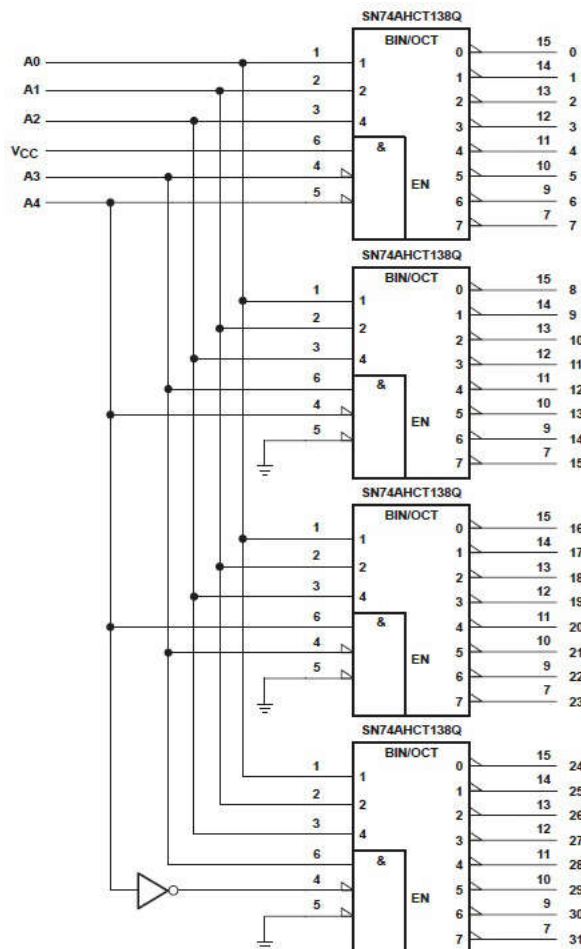 SN74AHCT138Q
BIN/OCT
A0 1 1 0 15 0
A1 2 2 1 14 1
A2 3 4 2 13 2
3 12 3
VCC 6 & 4 11 4
A3 4 EN 5 10 5
A4 5 6 9 6
7 7 7
SN74AHCT138Q
BIN/OCT
1 1 0 15 8
2 2 1 14 9
3 4 2 13 10
3 12 11
6 & 4 11 12
4 EN 5 10 13
5 6 9 14
7 7 15
SN74AHCT138Q
BIN/OCT
1 1 0 15 16
2 2 1 14 17
3 4 2 13 18
3 12 19
6 & 4 11 20
4 EN 5 10 21
5 6 9 22
7 7 23
SN74AHCT138Q
BIN/OCT
1 1 0 15 24
2 2 1 14 25
3 4 2 13 26
3 12 27
6 & 4 11 28
4 EN 5 10 29
5 6 9 30
7 7 31